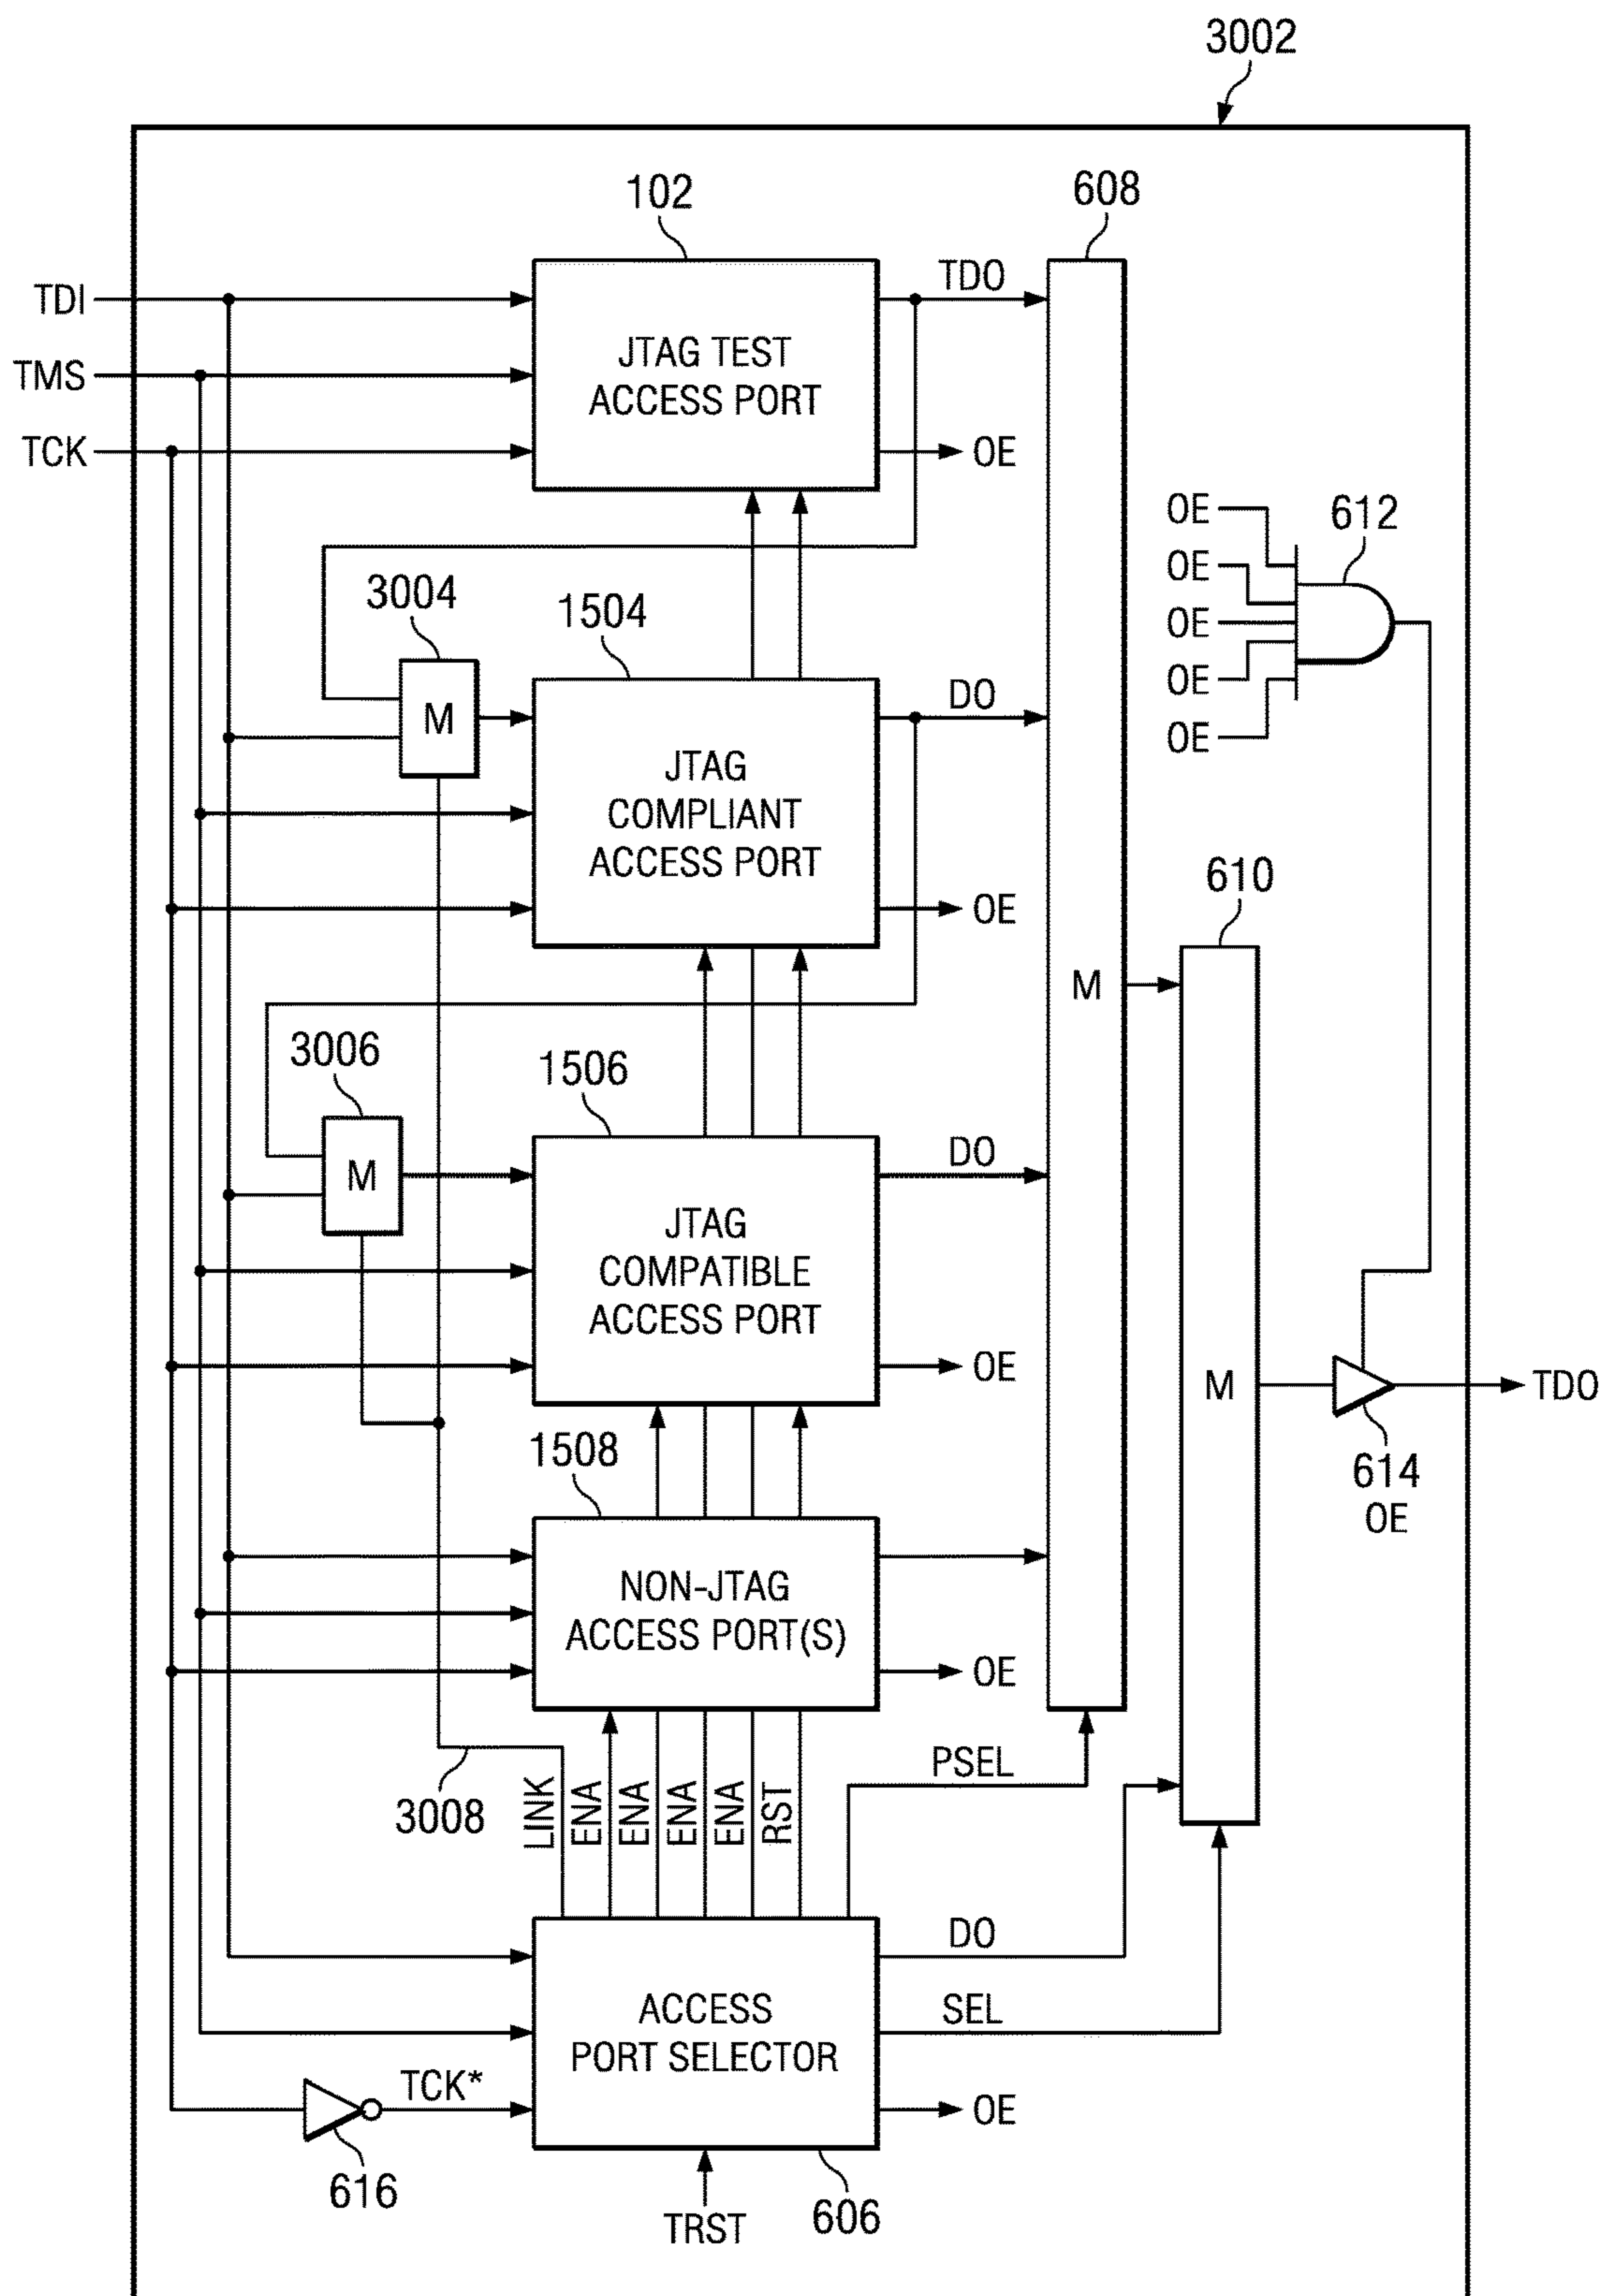 3002
102
608
TDI
TDO
JTAG TEST
ACCESS PORT
TMS
TCK
OE
OE
612
OE
OE
OE
OE
3004
1504
M
DO
JTAG
COMPLIANT
ACCESS PORT
OE
610
M
3006
1506
M
DO
JTAG
COMPATIBLE
ACCESS PORT
OE
M
TDO
614
OE
1508
NON-JTAG
ACCESS PORT(S)
OE
PSEL
3008
LINK
ENA
ENA
ENA
ENA
RST
DO
ACCESS
PORT SELECTOR
SEL
TCK*
OE
616
TRST
606